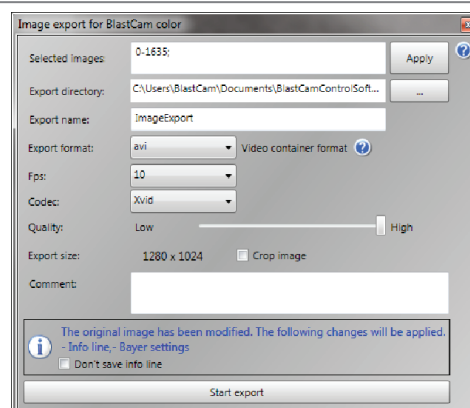 Image export for BlastCam color
Selected images: 0-1635; Apply
Export directory: C:\Users\BlastCam\Documents\BlastCamControlSoft... ...
Export name: ImageExport
Export format: avi Video container format
Fps: 10
Codec: Xvid
Quality: Low High
Export size: 1280 x 1024 Crop image
Comment:
The original image has been modified. The following changes will be applied.
- Info line,- Bayer settings
Don't save info line
Start export